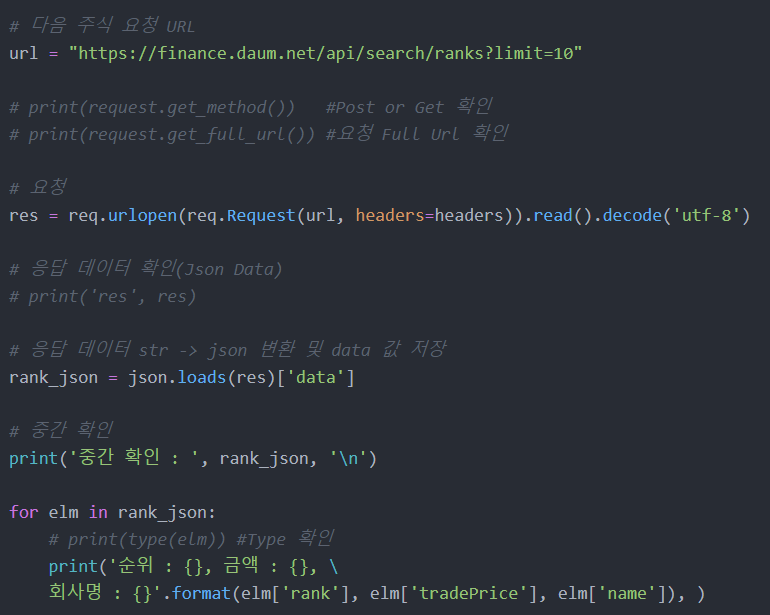 # 다음 주식 요청 URL
url = "https://finance.daum.net/api/search/ranks?limit=10"
# print(request.get_method())   #Post or Get 확인
# print(request.get_full_url()) #요청 Full Url 확인
# 요청
res = req.urlopen(req.Request(url, headers=headers)).read().decode('utf-8')
# 응답 데이터 확인(Json Data)
# print('res', res)
# 응답 데이터 str -> json 변환 및 data 값 저장
rank_json = json.loads(res)['data']
# 중간 확인
print('중간 확인 : ', rank_json, '\n')
for elm in rank_json:
    # print(type(elm)) #Type 확인
    print('순위 : {}, 금액 : {}, \
    회사명 : {}'.format(elm['rank'], elm['tradePrice'], elm['name']), )